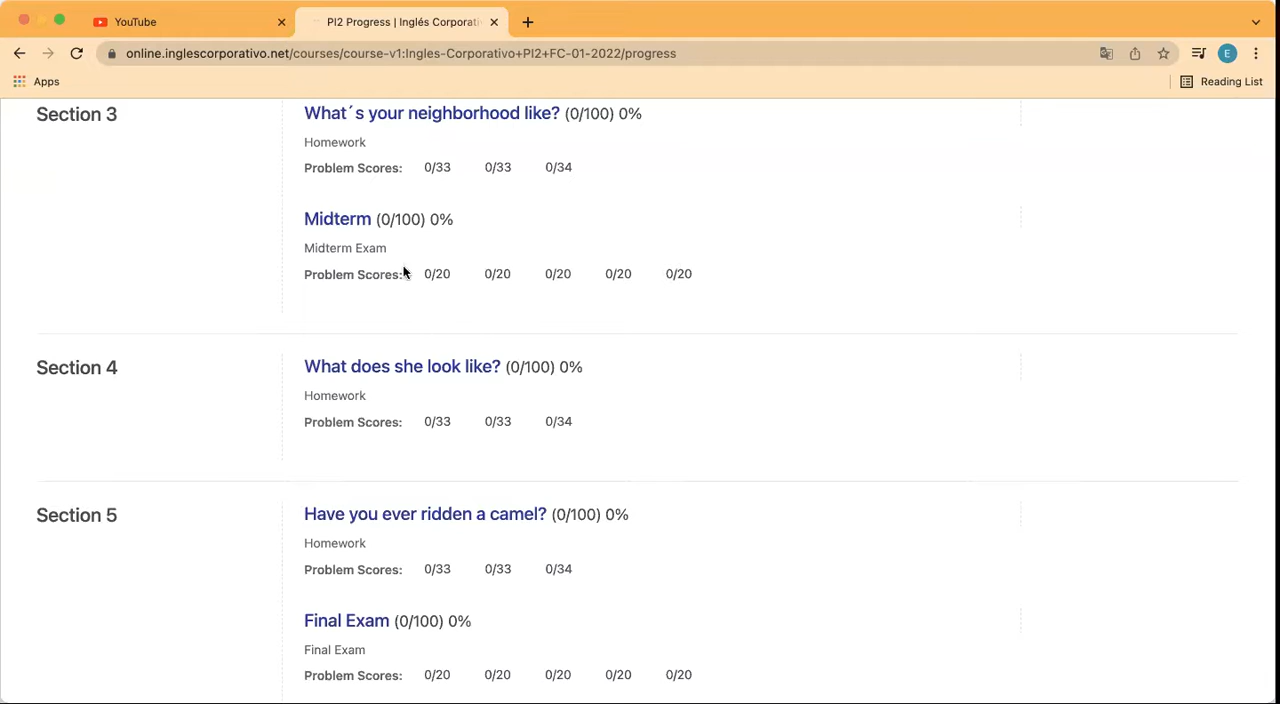 YouTube
PI2 Progress | Inglés Corporati
online.inglescorporativo.net/courses/course-v1:Ingles-Corporativo+PI2+FC-01-2022/progress
E
Apps
Reading List
Section 3
What´s your neighborhood like? (0/100) 0%
Homework
Problem Scores: 0/33 0/33 0/34
Midterm (0/100) 0%
Midterm Exam
Problem Scores: 0/20 0/20 0/20 0/20 0/20
Section 4
What does she look like? (0/100) 0%
Homework
Problem Scores: 0/33 0/33 0/34
Section 5
Have you ever ridden a camel? (0/100) 0%
Homework
Problem Scores: 0/33 0/33 0/34
Final Exam (0/100) 0%
Final Exam
Problem Scores: 0/20 0/20 0/20 0/20 0/20